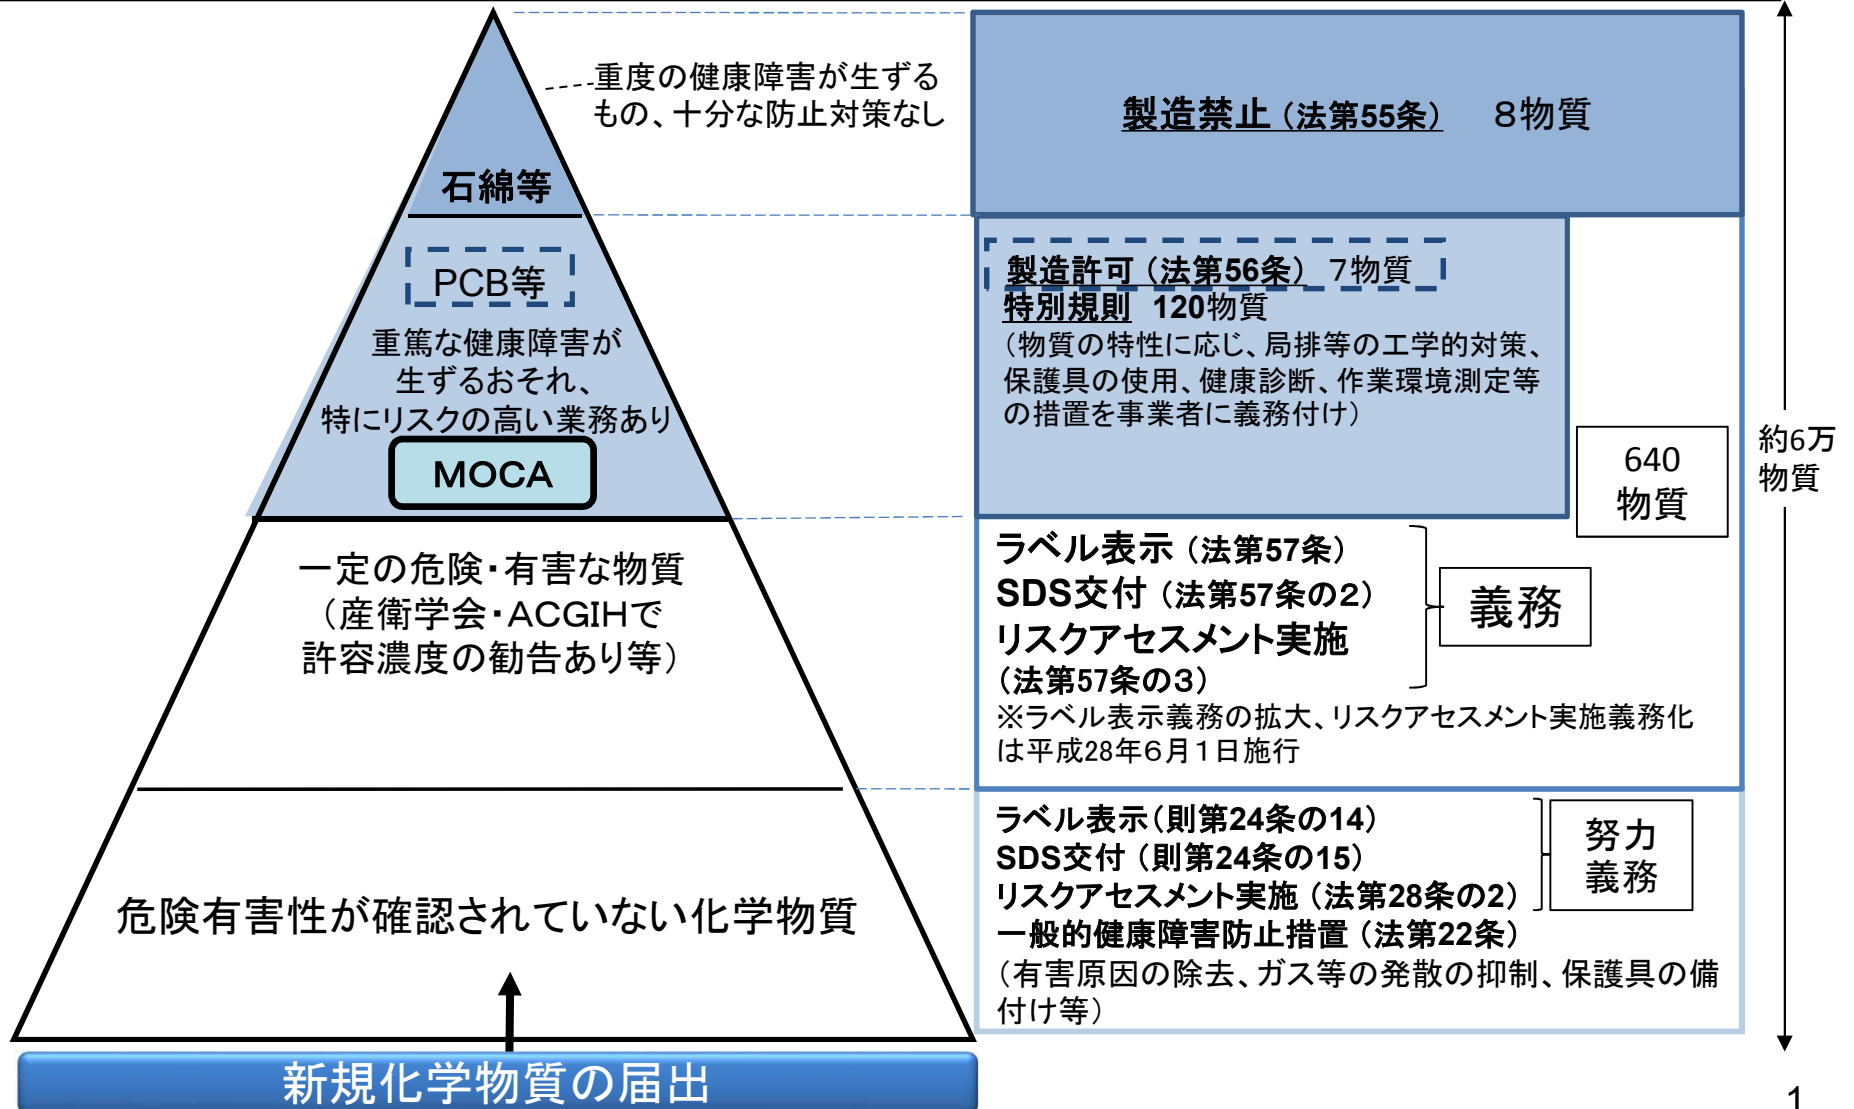 重度の健康障害が生ずる
もの、十分な防止対策なし
石綿等
PCB等
重篤な健康障害が
生ずるおそれ、
特にリスクの高い業務あり
MOCA
一定の危険・有害な物質
（産衛学会・ACGIHで
許容濃度の勧告あり等）
危険有害性が確認されていない化学物質
新規化学物質の届出
製造禁止（法第55条）　８物質
製造許可（法第56条）　７物質
特別規則　120物質
（物質の特性に応じ、局排等の工学的対策、
保護具の使用、健康診断、作業環境測定等
の措置を事業者に義務付け）
640
物質
ラベル表示（法第57条）
SDS交付（法第57条の２）
リスクアセスメント実施
（法第57条の３）
義務
※ラベル表示義務の拡大、リスクアセスメント実施義務化
は平成28年６月１日施行
ラベル表示（則第24条の14）
SDS交付（則第24条の15）
リスクアセスメント実施（法第28条の2）
一般的健康障害防止措置（法第22条）
（有害原因の除去、ガス等の発散の抑制、保護具の備
付け等）
努力
義務
約6万
物質
1